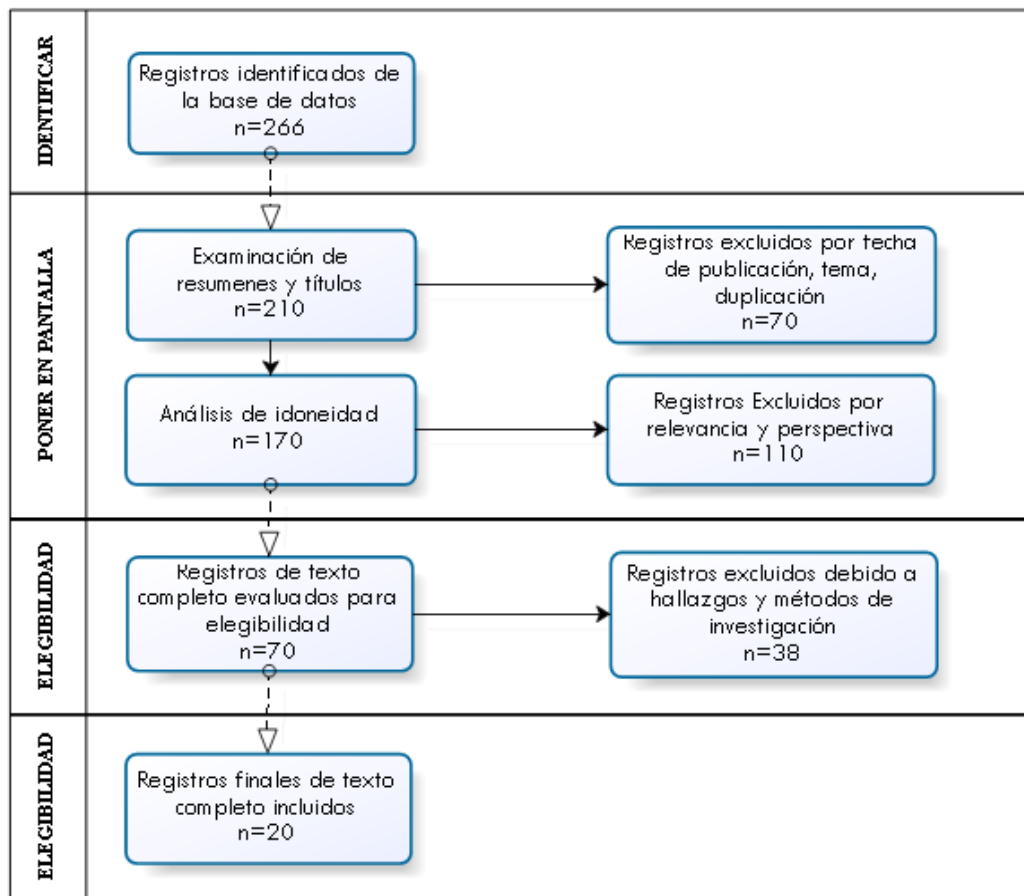 IDENTIFICAR
Registros identificados de
la base de datos
n=266
PONER EN PANTALLA
Examinación de
resumenes y títulos
n=210
Registros excluidos por techa
de publicación, tema,
duplicación
n=70
Análisis de idoneidad
n=170
Registros Excluidos por
relevancia y perspectiva
n=110
ELEGIBILIDAD
Registros de texto
completo evaluados para
elegibilidad
n=70
Registros excluidos debido a
hallazgos y métodos de
investigación
n=38
ELEGIBILIDAD
Registros finales de texto
completo incluidos
n=20